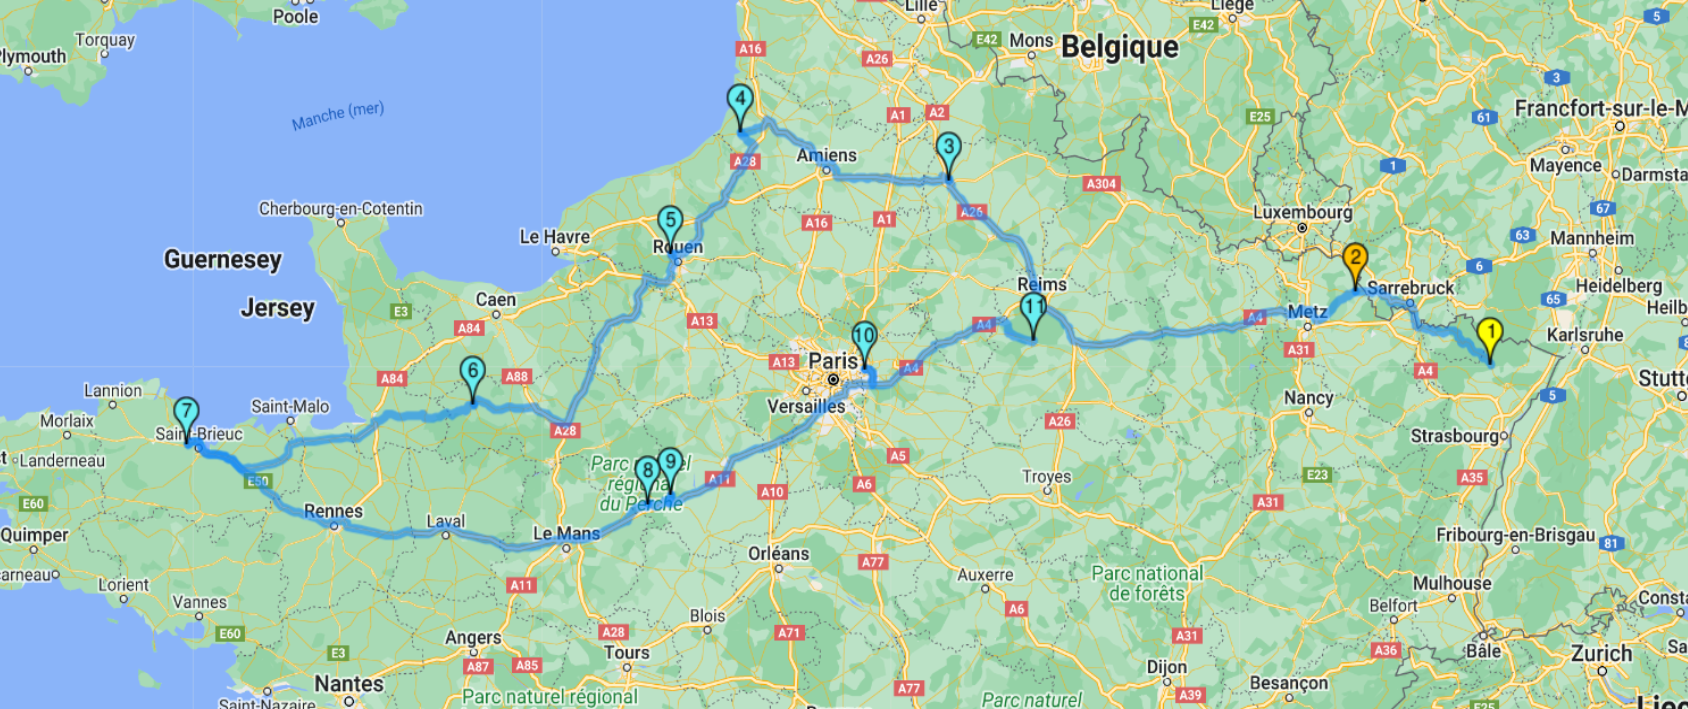 Poole
Lille
Liège
5
Torquay
Plymouth
A16
E42
Mons
Belgique
E42
A26
3
4
Manche (mer)
A1
A2
E25
61
Francfort-sur-le-M
3
A28
Amiens
1
Mayence
Darmsta
A304
Cherbourg-en-Cotentin
5
A16
A1
A26
Luxembourg
67
Le Havre
Rouen
63
Mannheim
Guernesey
2
6
Jersey
Caen
E3
Reims
Sarrebruck
Heidelberg
65
Heilb
A84
A13
11
A4
A4
Metz
1
Karlsruhe
10
A13
Paris
A4
A31
A4
8
6
A84
A88
Stutt
Lannion
Versailles
Nancy
5
Saint-Malo
7
Morlaix
Saint-Brieuc
A28
A26
Strasbourg
Landerneau
E50
8
9
Parc naturel
régional
du Perche
A11
A5
A6
A10
Troyes
E23
A35
E60
A31
Rennes
Laval
Le Mans
Quimper
Orléans
Fribourg-en-Brisgau
81
A77
Auxerre
Parc national
de forêts
Lorient
A11
Mulhouse
Vannes
Blois
A6
Belfort
Consta
E60
Angers
A28
A71
A31
E3
Tours
A36
Bâle
Zurich
Sa
A87
A85
Dijon
Nantes
A77
A39
Besançon
Parc naturel régional
Parc naturel
Saint-Nazaire
E25